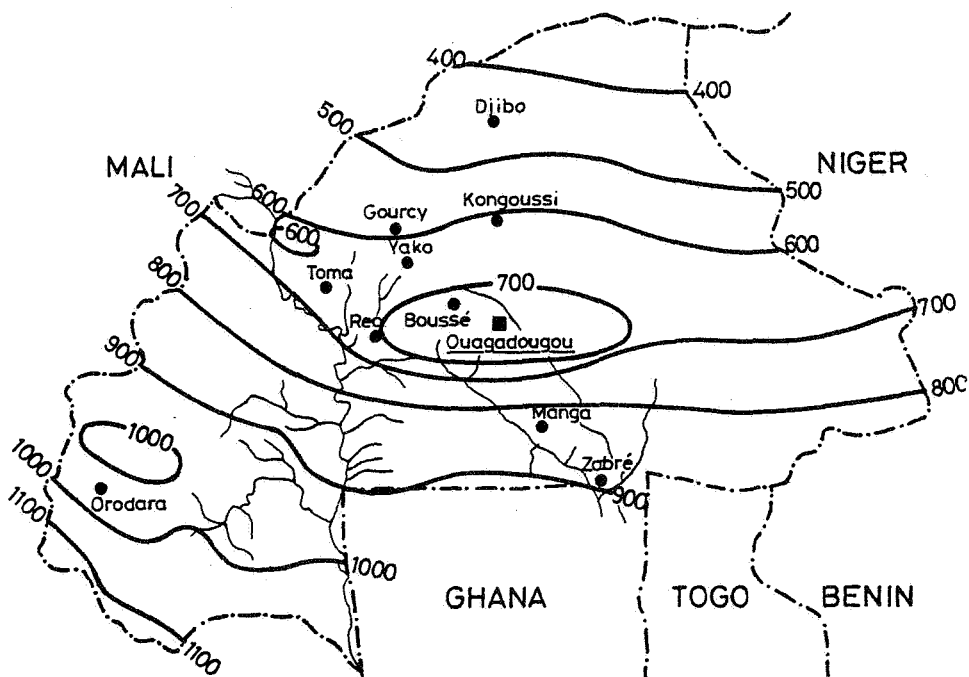 400
400
Djibo
500
500
MALI
NIGER
700
600
600
Gourcy
Kongoussi
600
Yako
800
Toma
700
700
Reo
Boussé
Ouagadougou
900
800
Manga
1000
1000
Zabré
900
Orodara
1100
1000
GHANA
TOGO
BENIN
1100